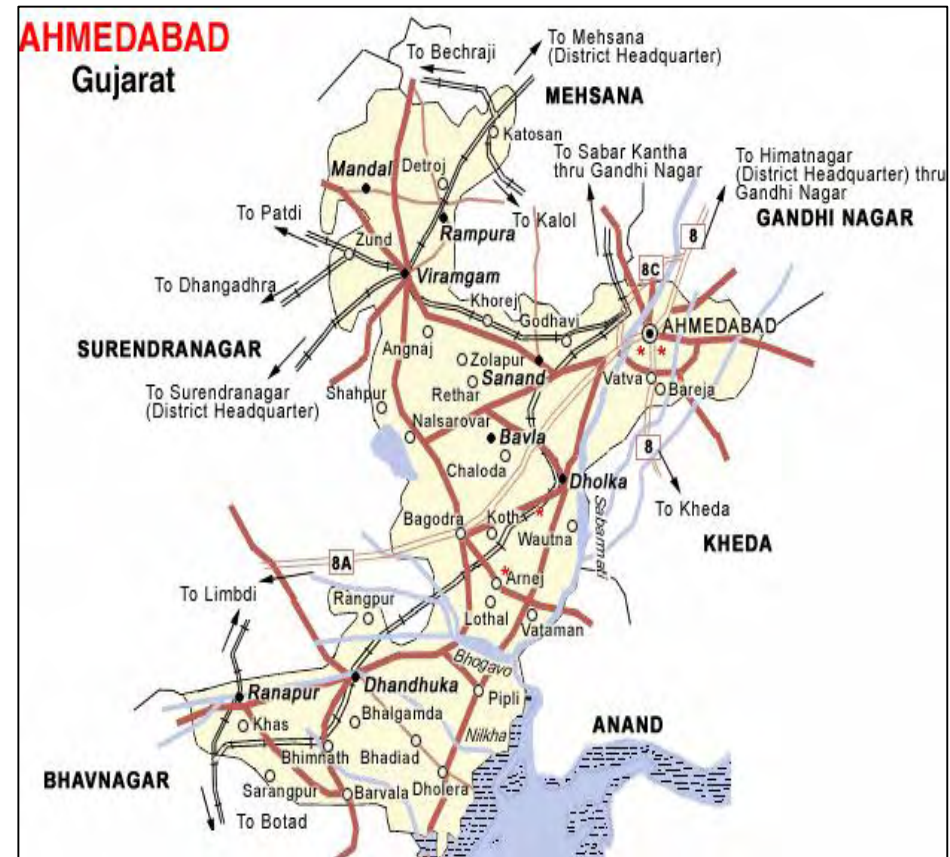 AHMEDABAD
Gujarat
To Bechraji
To Mehsana
(District Headquarter)
MEHSANA
Katosan
To Sabar Kantha
thru Gandhi Nagar
To Himatnagar
(District Headquarter) thru
Gandhi Nagar
GANDHI NAGAR
Mandal
Detroj
To Patdi
Rampura
To Kalol
8
Zund
8C
Viramgam
To Dhangadhra
Khorej
Godhavi
AHMEDABAD
SURENDRANAGAR
Angnaj
Zolapur
Sanand
Vatva
Bareja
To Surendranagar
(District Headquarter)
Shahpur
Rethar
Nalsarovar
Bavla
8
Chaloda
Dholka
To Kheda
Sabarmati
Bagodra
Koth
Wautna
KHEDA
8A
Arnej
To Limbdi
Rangpur
Lothal
Vataman
Bhogavo
Ranapur
Dhandhuka
Pipli
Khas
Bhalgamda
Nilkha
ANAND
Bhimnath
Bhadiad
BHAVNAGAR
Sarangpur
Barvala
Dholera
To Botad